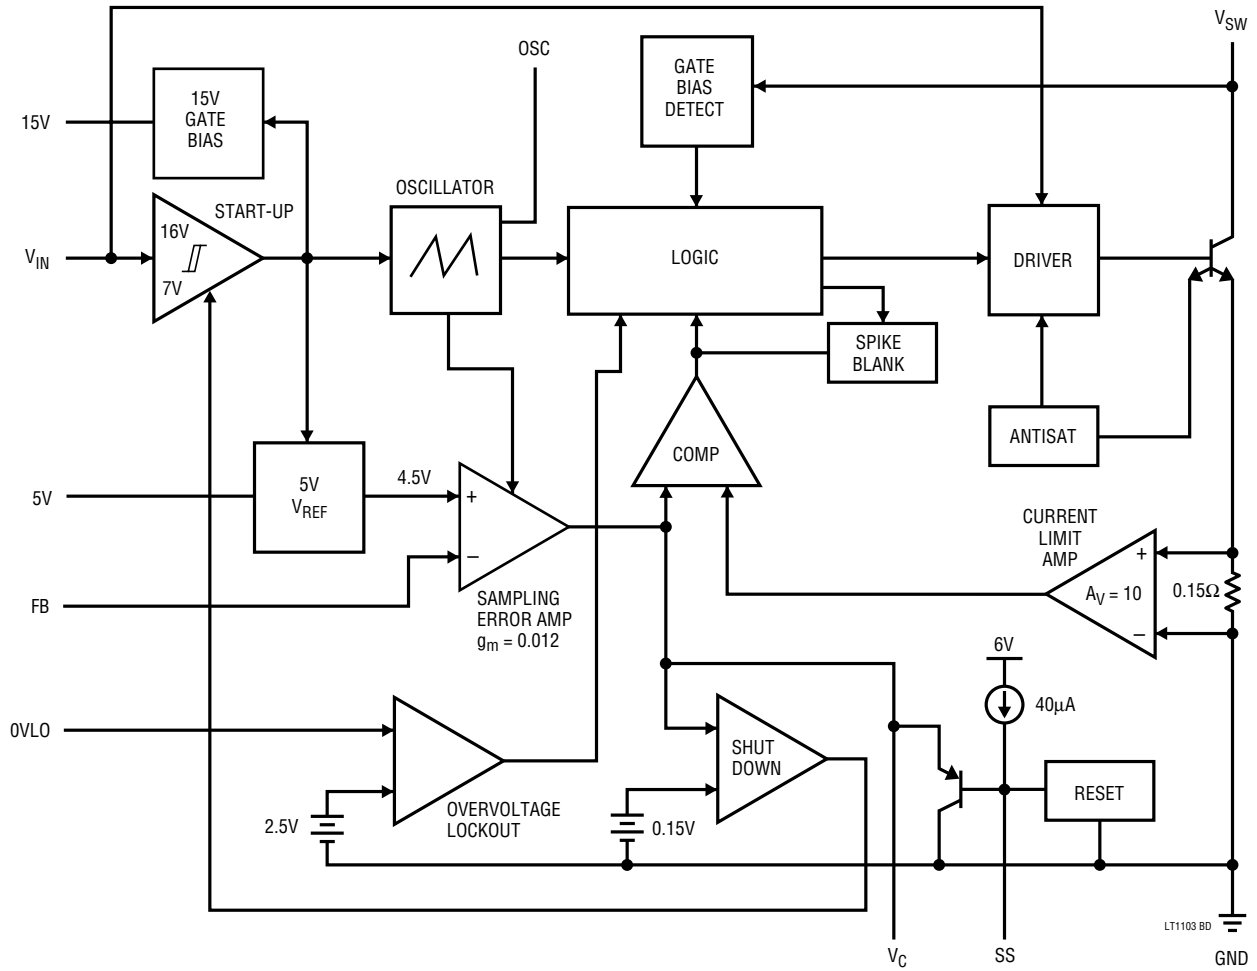 V_SW
OSC
GATE
BIAS
DETECT
15V
GATE
BIAS
15V
OSCILLATOR
START-UP
16V
7V
V_IN
LOGIC
DRIVER
SPIKE
BLANK
ANTISAT
COMP
5V
5V
V_REF
4.5V
+
−
CURRENT
LIMIT
AMP
+
A_V = 10
−
0.15Ω
FB
SAMPLING
ERROR AMP
g_m = 0.012
6V
40µA
0VLO
SHUT
DOWN
RESET
OVERVOLTAGE
LOCKOUT
2.5V
0.15V
LT1103 BD
V_C
SS
GND